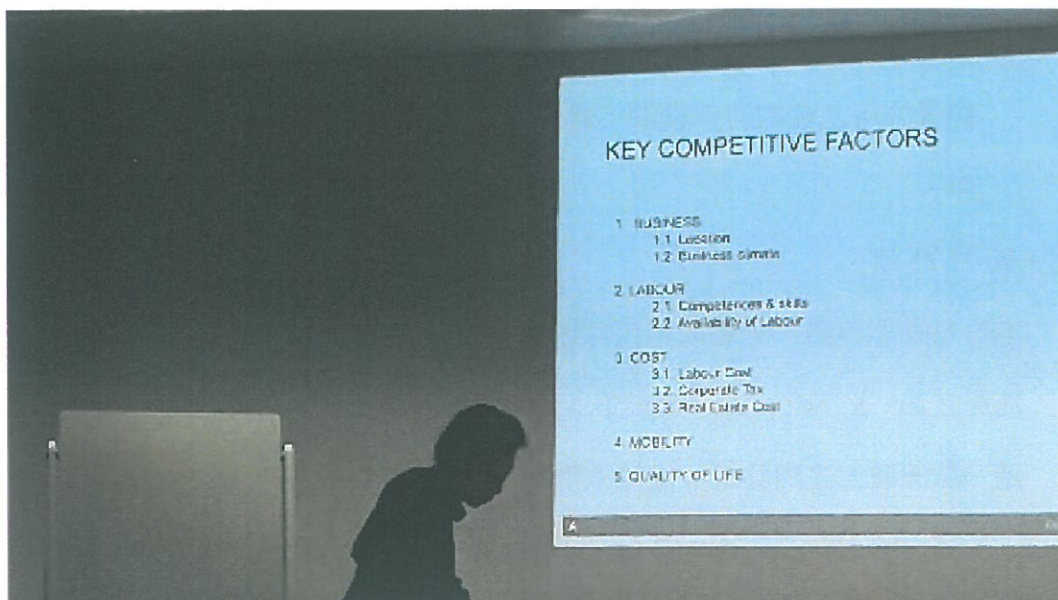 KEY COMPETITIVE FACTORS
1. BUSINESS
1.1. Location
1.2. Business climate
2. LABOUR
2.1. Competences & skills
2.2. Availability of Labour
3. COST
3.1. Labour Cost
3.2. Corporate Tax
3.3. Real Estate Cost
4. MOBILITY
5. QUALITY OF LIFE
A